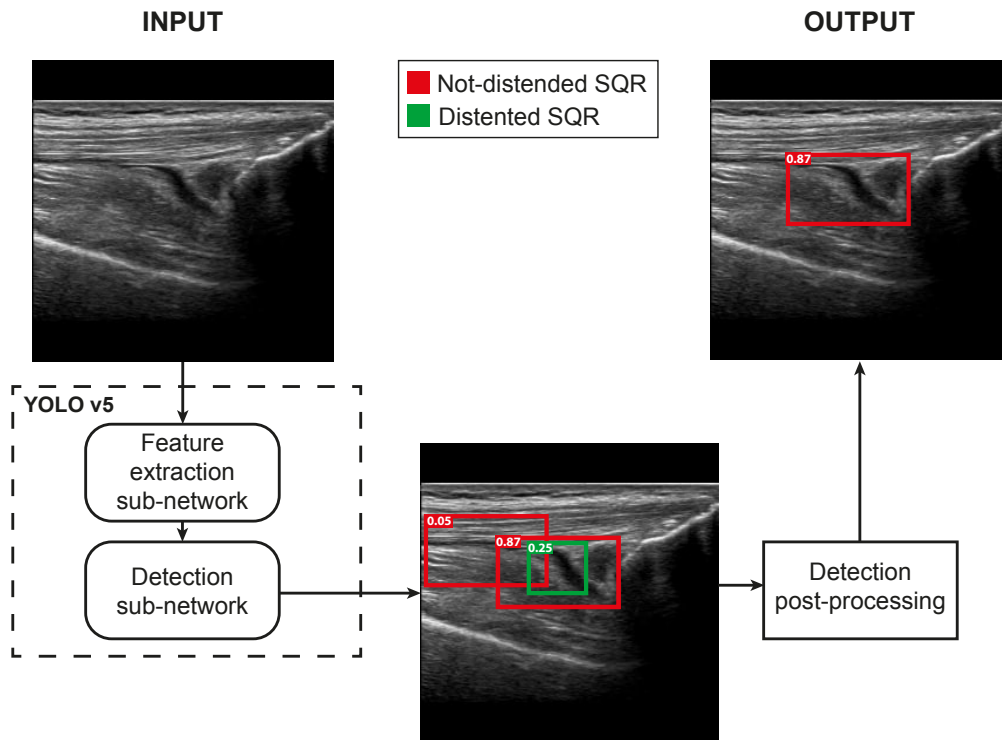 INPUT
OUTPUT
Not-distended SQR
Distented SQR
0.87
YOLO v5
Feature
extraction
sub-network
Detection
sub-network
0.05
0.87
0.25
Detection
post-processing